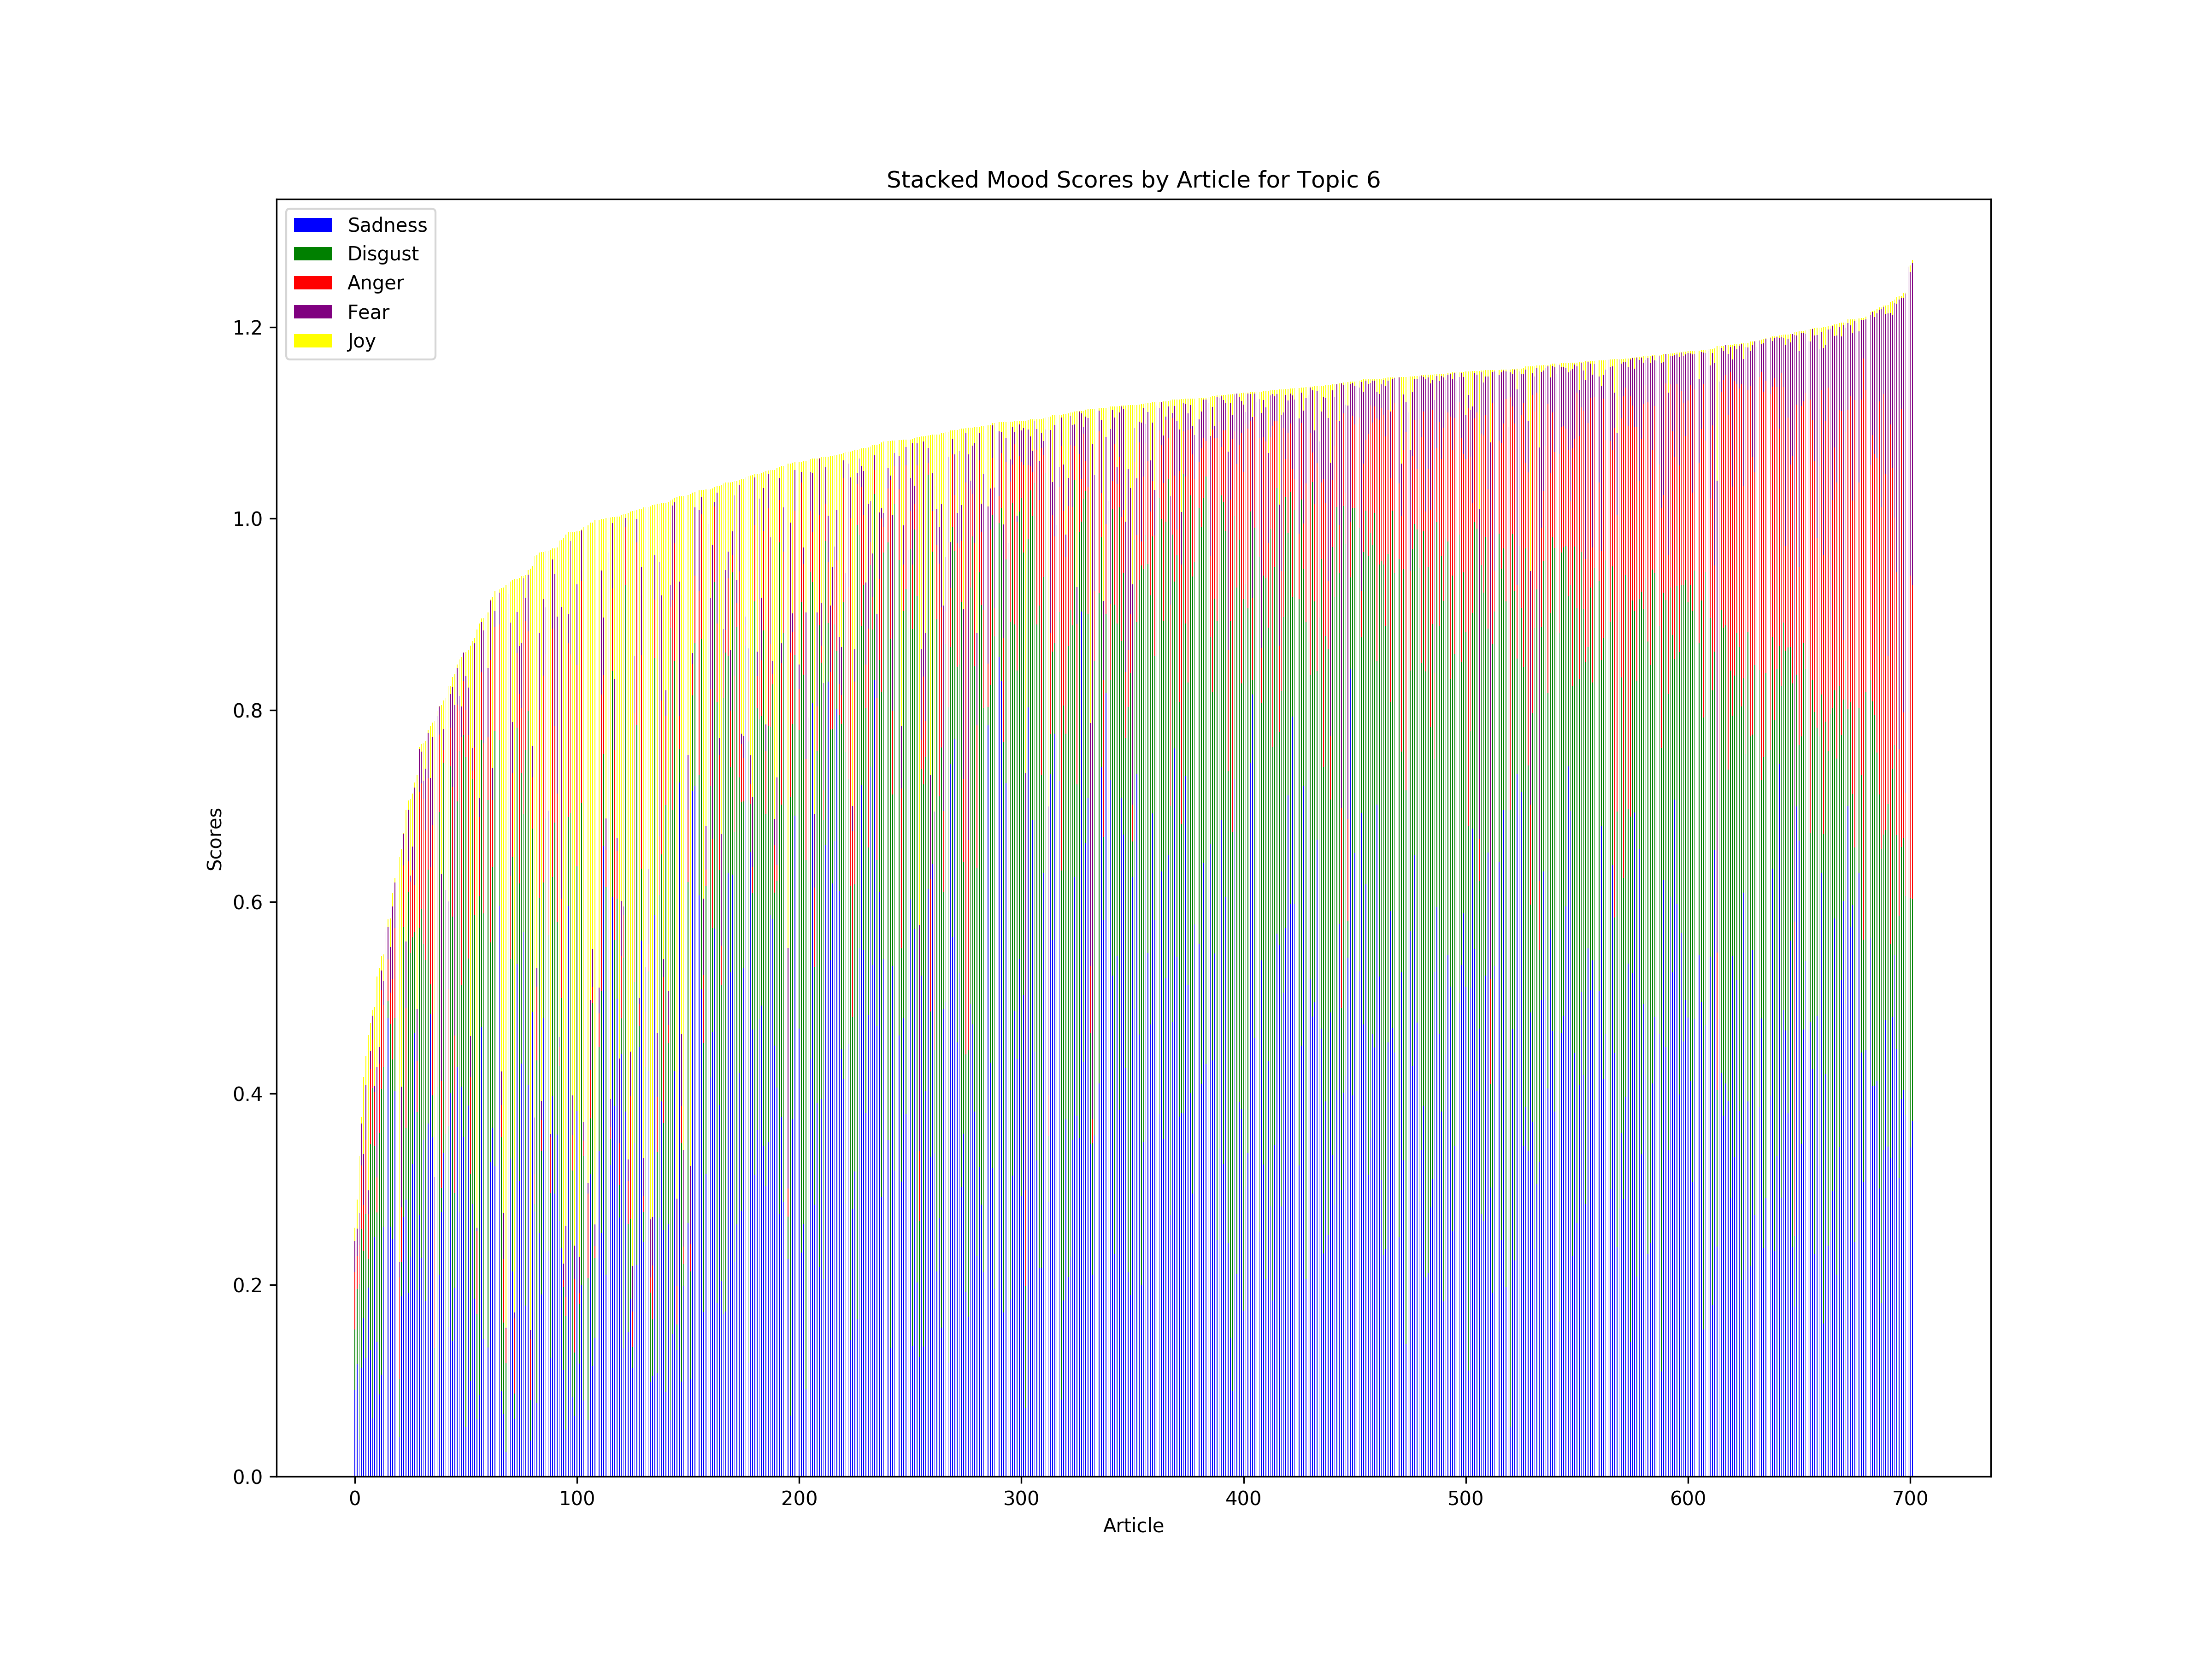 Stacked Mood Scores by Article for Topic 6
Sadness
Disgust
Anger
Fear
Joy
1.2
1.0
0.8
0.6
0.4
0.2
0.0
Scores
0 100 200 300 400 500 600 700
Article